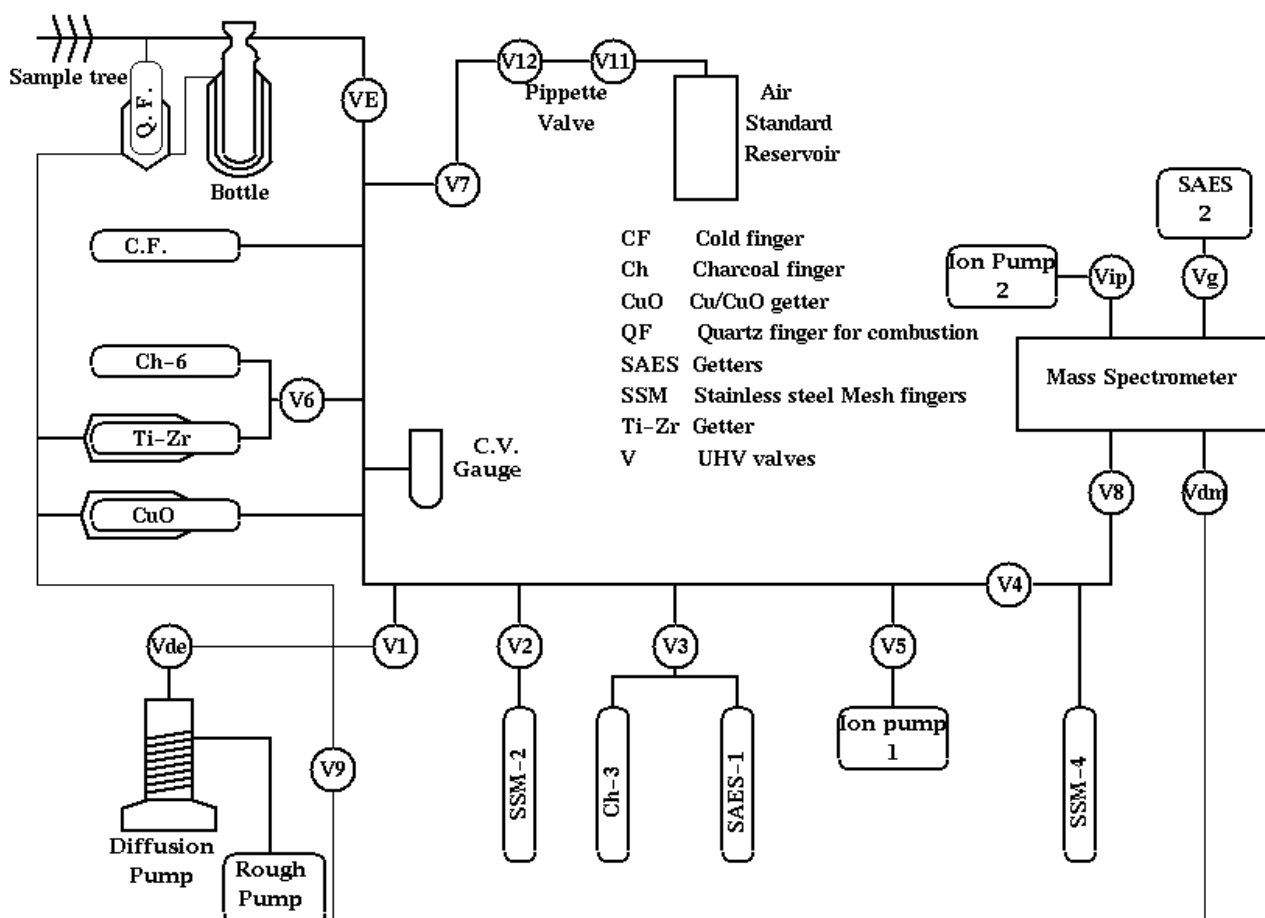 Sample tree
Q.F.
Bottle
VE
V12
V11
Pippette
Valve
Air
Standard
Reservoir
V7
C.F.
CF Cold finger
Ch Charcoal finger
CuO Cu/CuO getter
QF Quartz finger for combustion
SAES Getters
SSM Stainless steel Mesh fingers
Ti-Zr Getter
V UHV valves
SAES
2
Ion Pump
2
Vip
Vg
Mass Spectrometer
Ch-6
V6
Ti-Zr
C.V.
Gauge
CuO
V8
Vdm
V4
Vde
V1
V2
V3
V5
SSM-2
Ch-3
SAES-1
Ion pump
1
SSM-4
V9
Diffusion
Pump
Rough
Pump